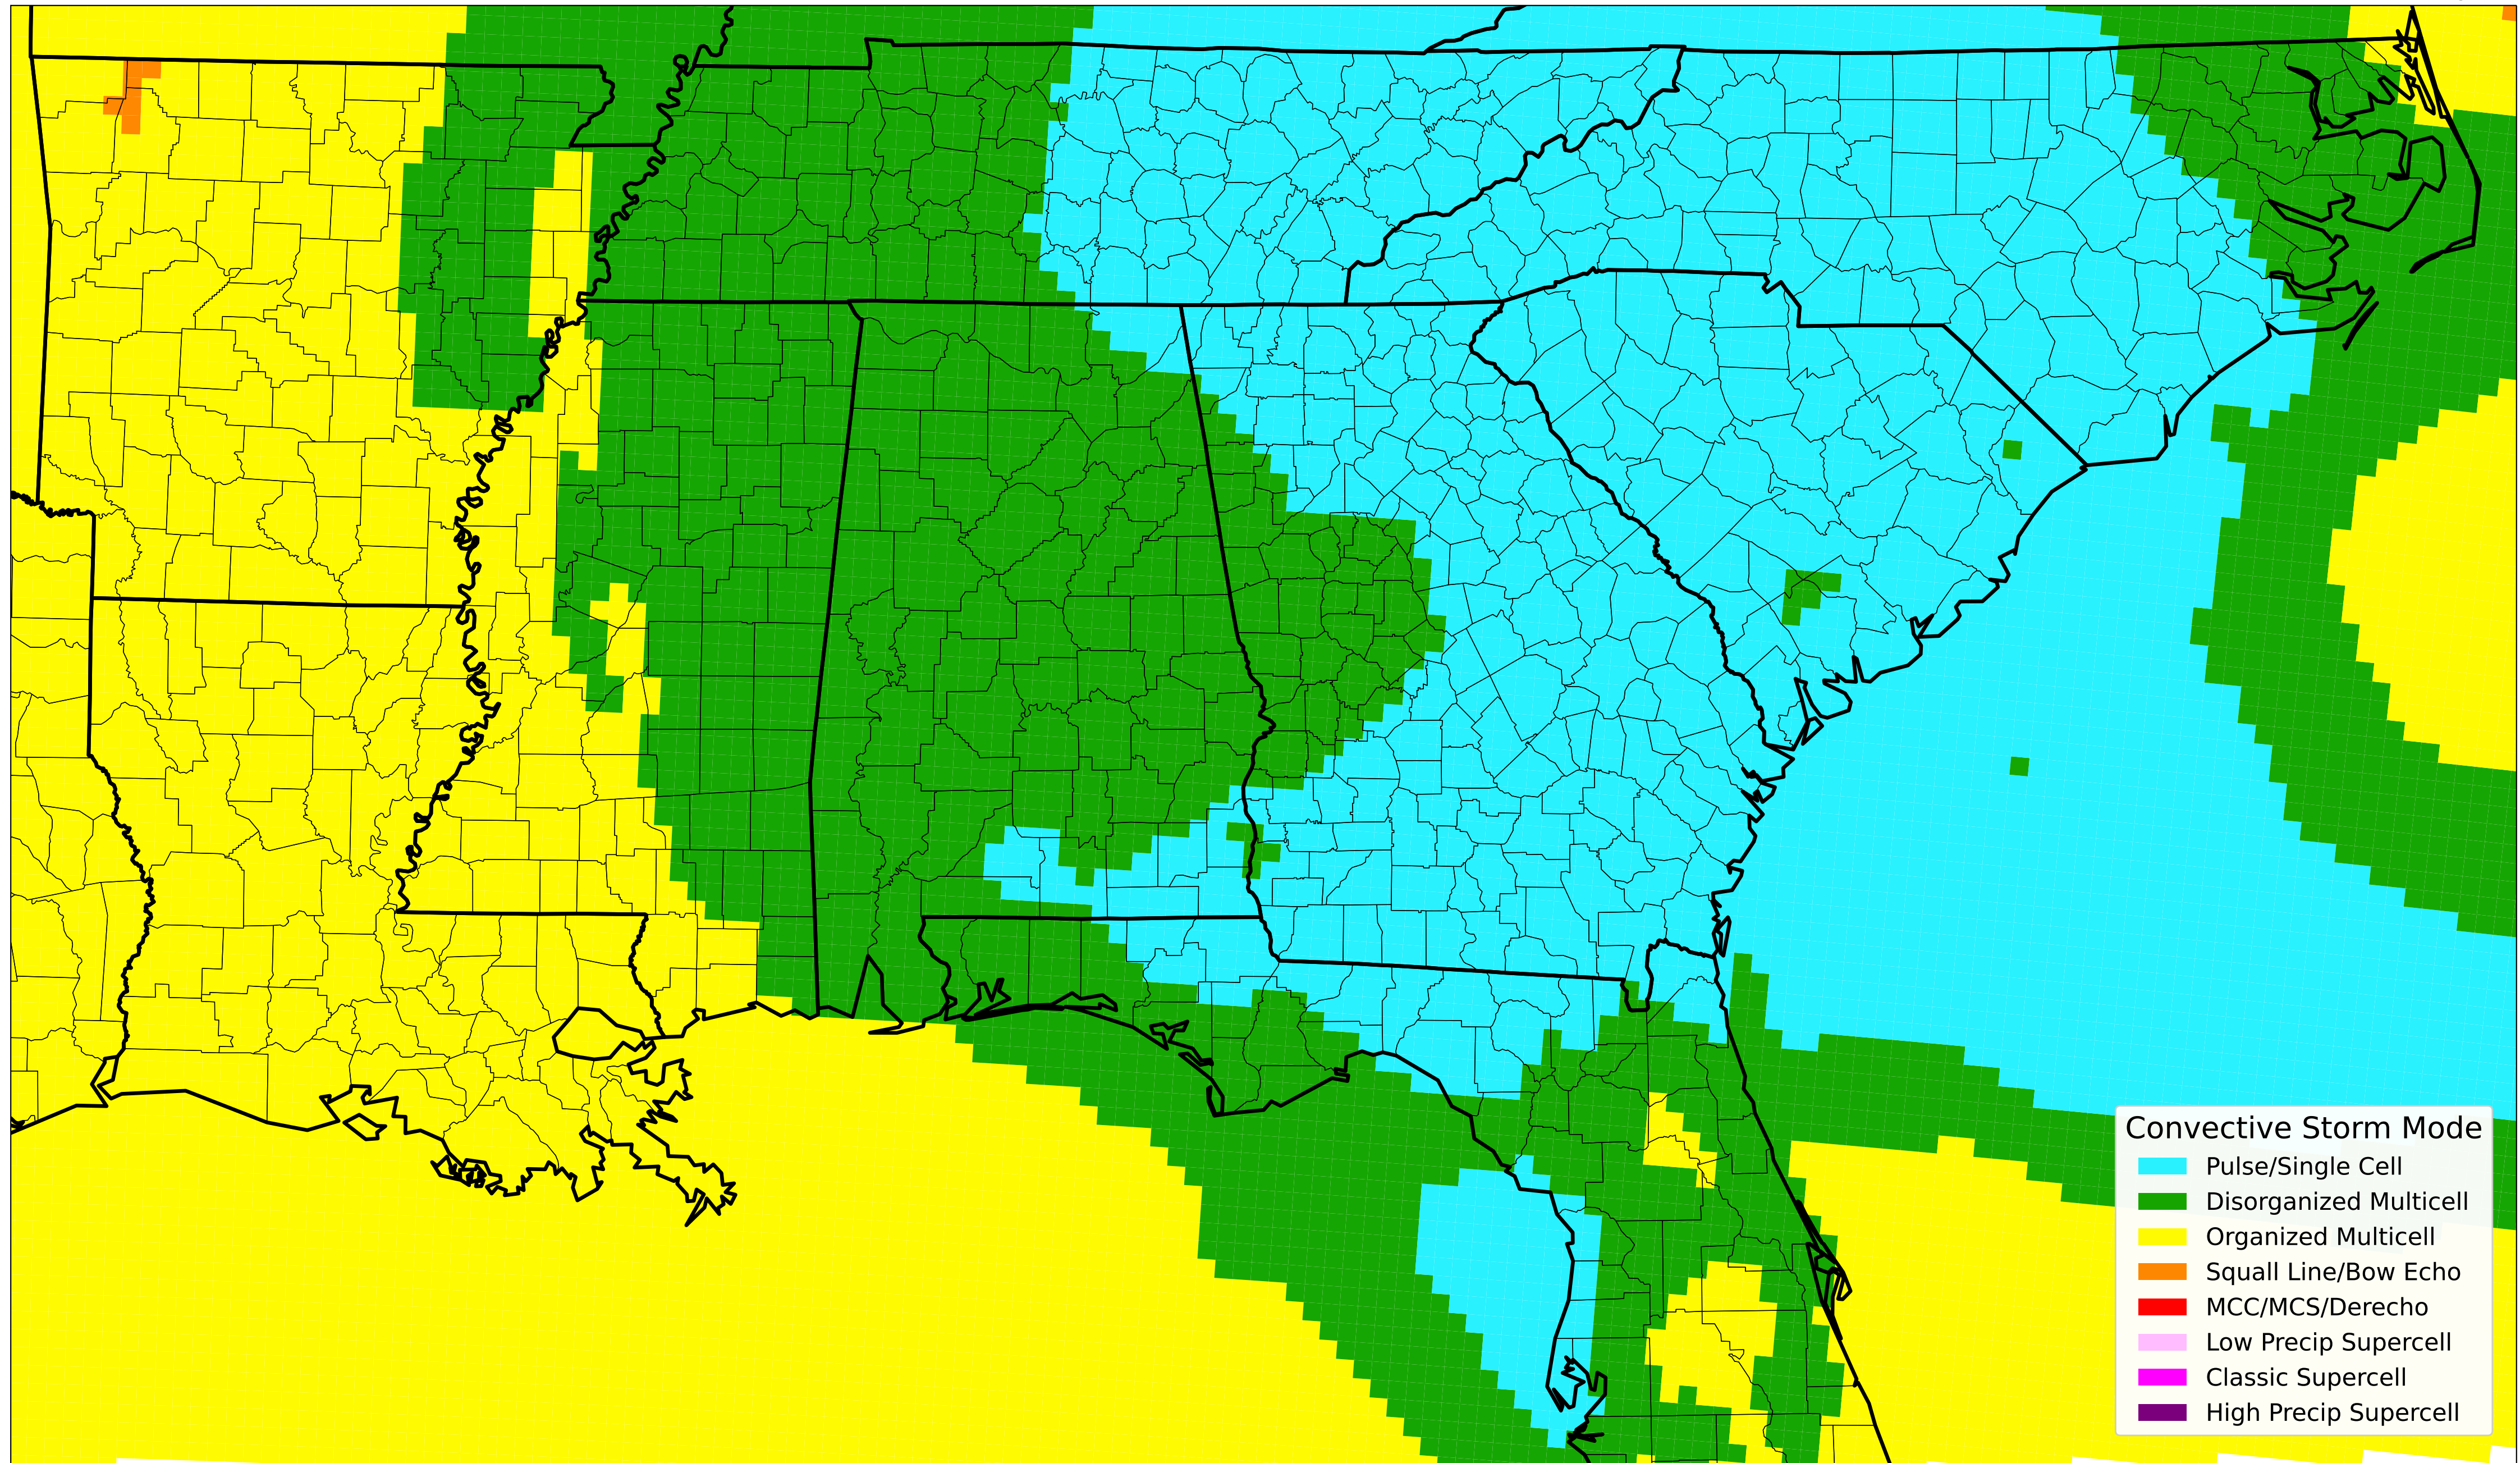 Convective Storm Mode
Pulse/Single Cell
Disorganized Multicell
Organized Multicell
Squall Line/Bow Echo
MCC/MCS/Derecho
Low Precip Supercell
Classic Supercell
High Precip Supercell